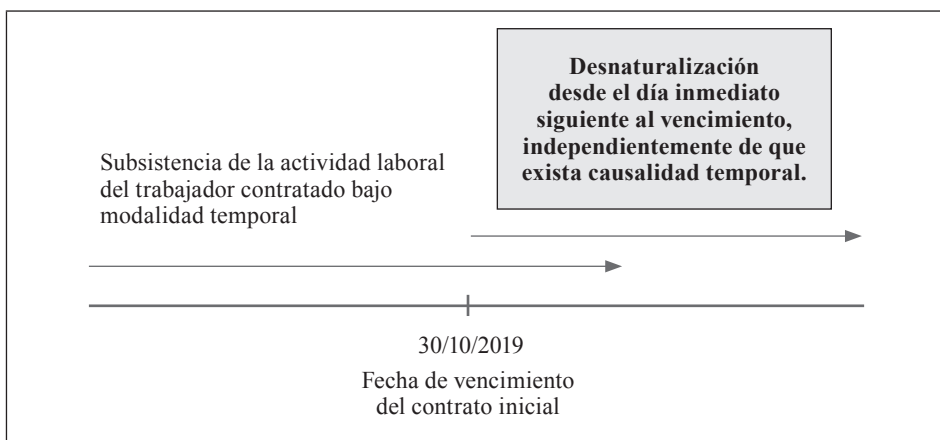 Desnaturalización
desde el día inmediato
siguiente al vencimiento,
independientemente de que
exista causalidad temporal.
Subsistencia de la actividad laboral
del trabajador contratado bajo
modalidad temporal
30/10/2019
Fecha de vencimiento
del contrato inicial